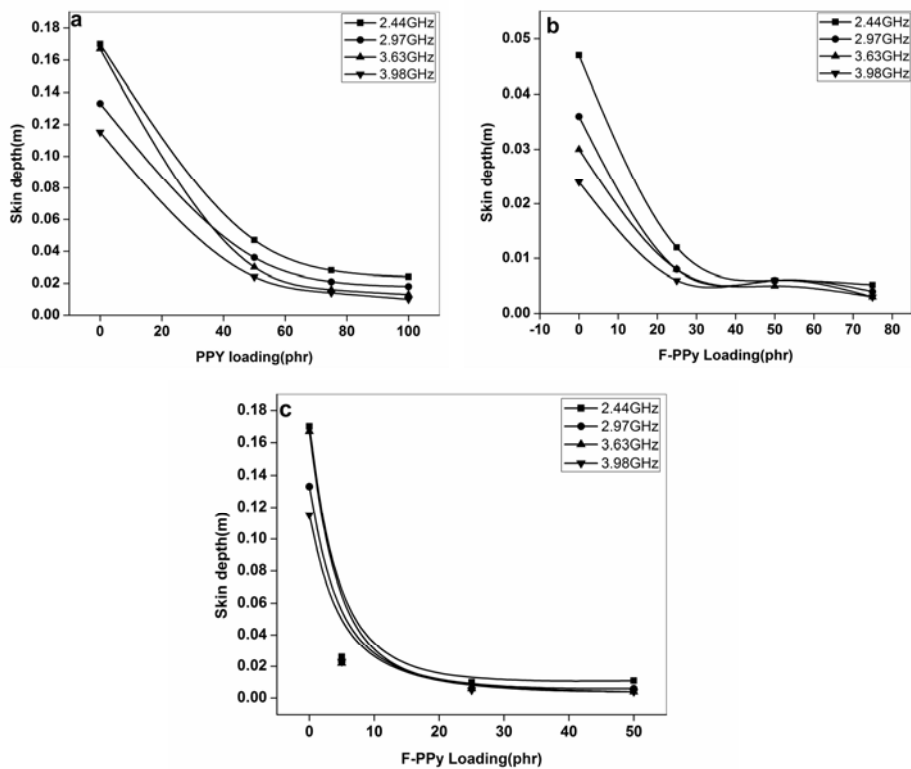 a
2.44GHz
2.97GHz
3.63GHz
3.98GHz
Skin depth(m)
0.18
0.16
0.14
0.12
0.10
0.08
0.06
0.04
0.02
0.00
0 20 40 60 80 100
PPY loading(phr)
b
2.44GHz
2.97GHz
3.63GHz
3.98GHz
Skin depth(m)
0.05
0.04
0.03
0.02
0.01
0.00
-10 0 10 20 30 40 50 60 70 80
F-PPy Loading(phr)
c
2.44GHz
2.97GHz
3.63GHz
3.98GHz
Skin depth(m)
0.18
0.16
0.14
0.12
0.10
0.08
0.06
0.04
0.02
0.00
0 10 20 30 40 50
F-PPy Loading(phr)